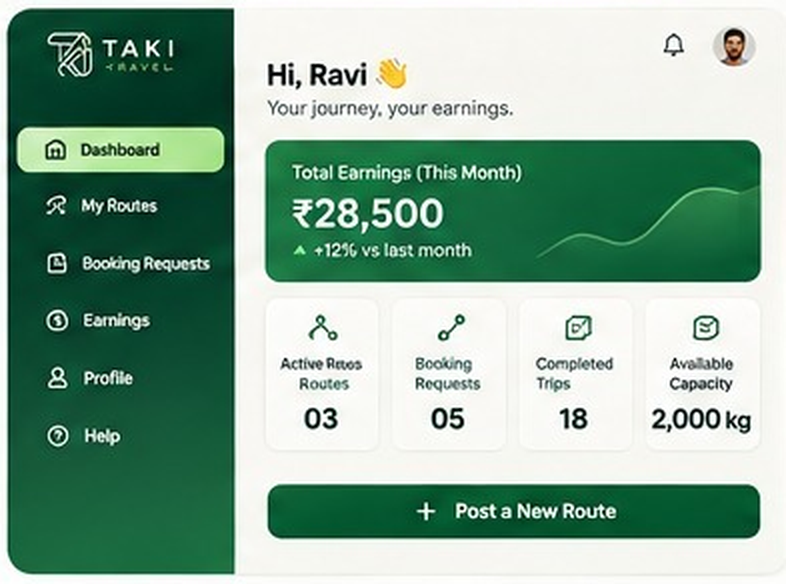 TAKI
TRAVEL
Dashboard
My Routes
Booking Requests
Earnings
Profile
Help
Hi, Ravi 👋
Your journey, your earnings.
Total Earnings (This Month)
₹28,500
+12% vs last month
Active
Routes
03
Booking
Requests
05
Completed
Trips
18
Available
Capacity
2,000 kg
+ Post a New Route